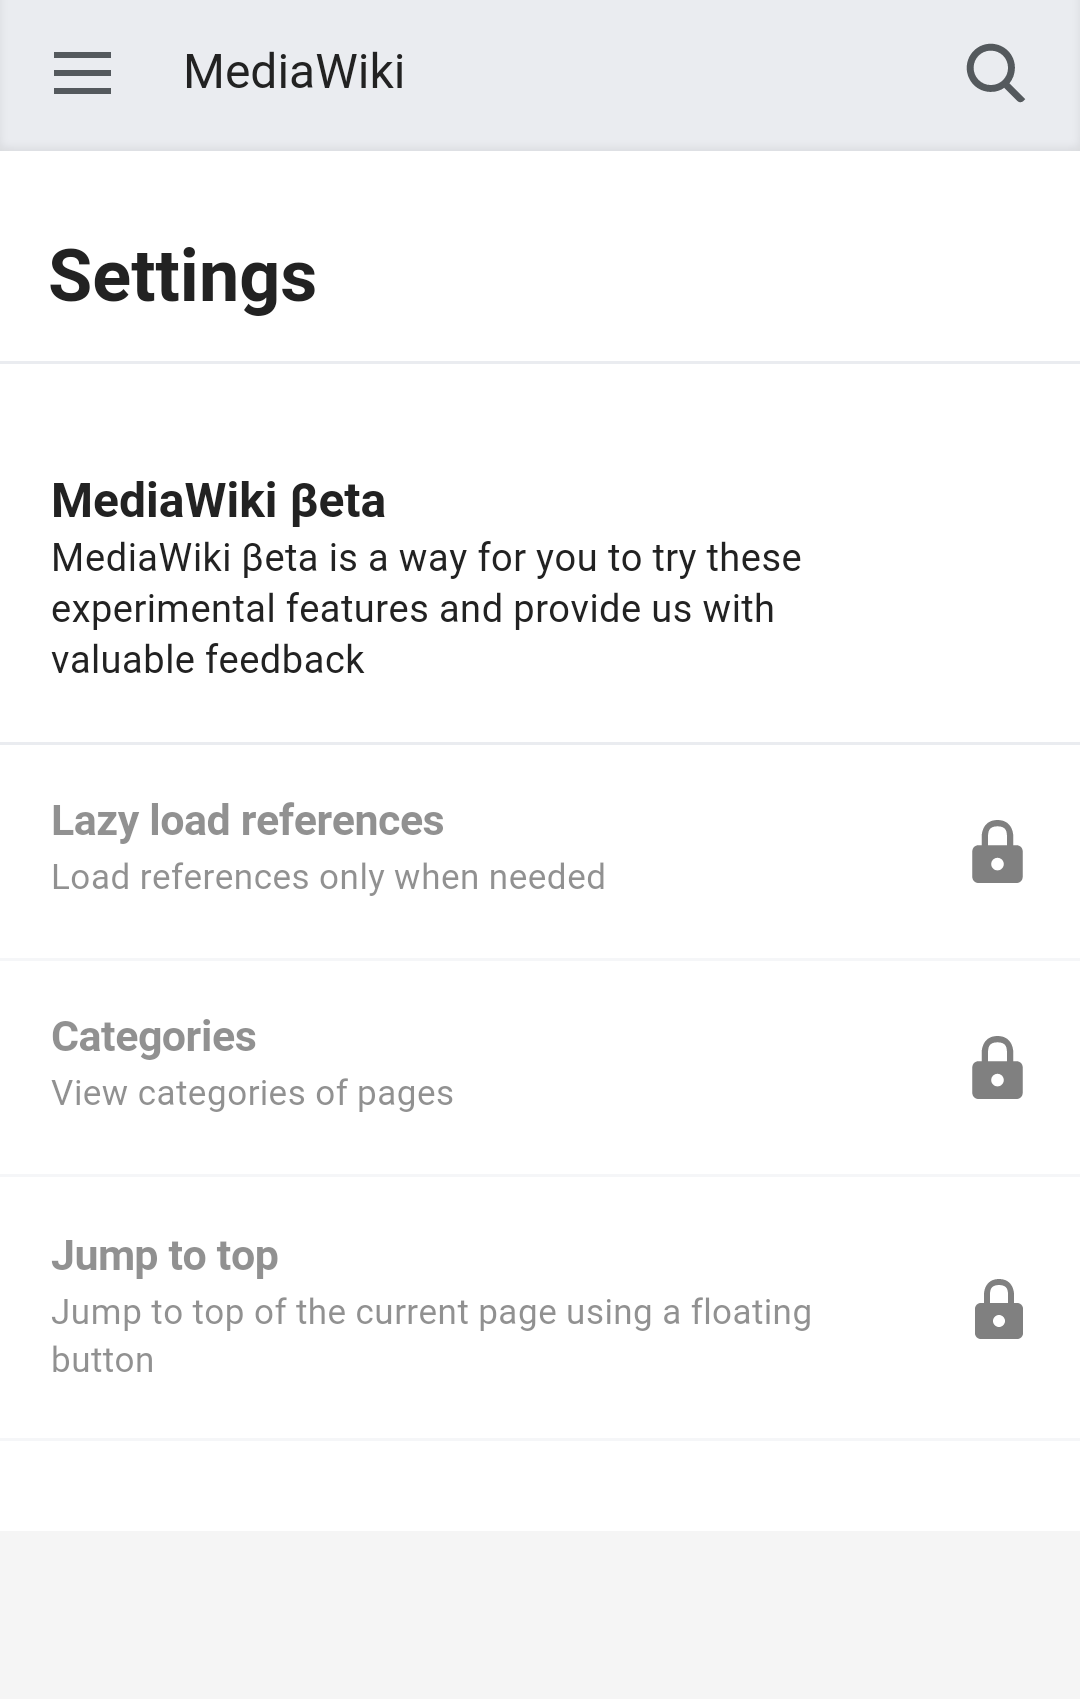 MediaWiki
Settings
MediaWiki βeta
MediaWiki βeta is a way for you to try these
experimental features and provide us with
valuable feedback
Lazy load references
Load references only when needed
Categories
View categories of pages
Jump to top
Jump to top of the current page using a floating
button